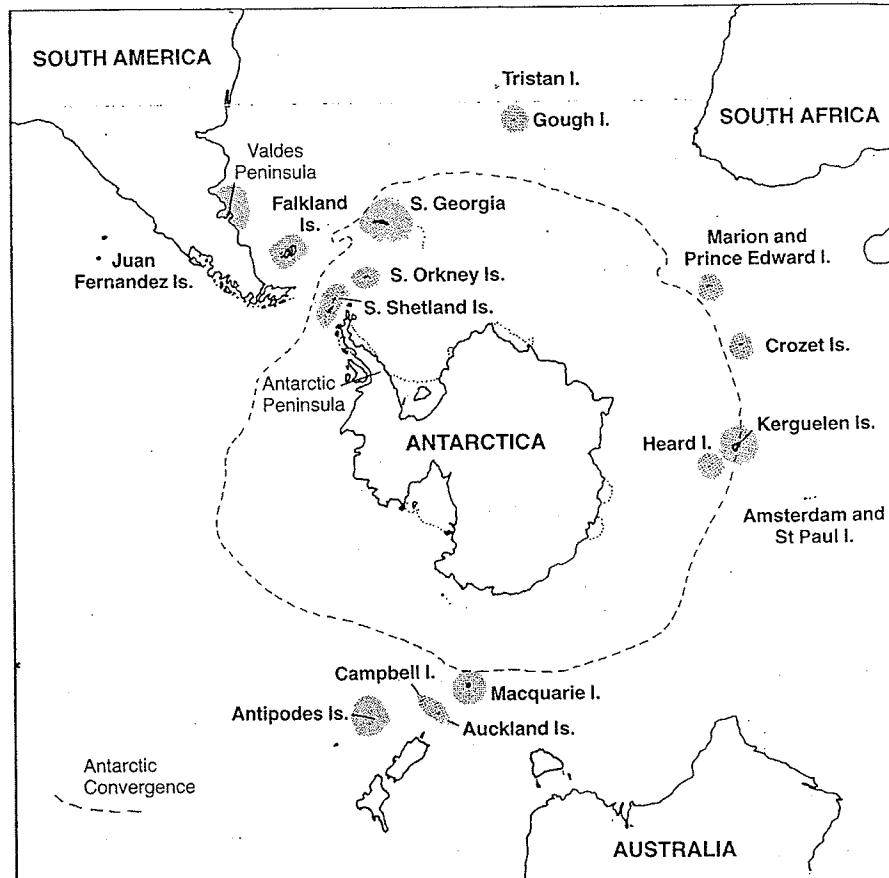 SOUTH AMERICA
Tristan I.
Gough I.
SOUTH AFRICA
Valdes
Peninsula
Falkland
Is.
S. Georgia
Juan
Fernandez Is.
S. Orkney Is.
S. Shetland Is.
Marion and
Prince Edward I.
Crozet Is.
Antarctic
Peninsula
ANTARCTICA
Heard I.
Kerguelen Is.
Amsterdam and
St Paul I.
Campbell I.
Macquarie I.
Antipodes Is.
Auckland Is.
Antarctic
Convergence
AUSTRALIA